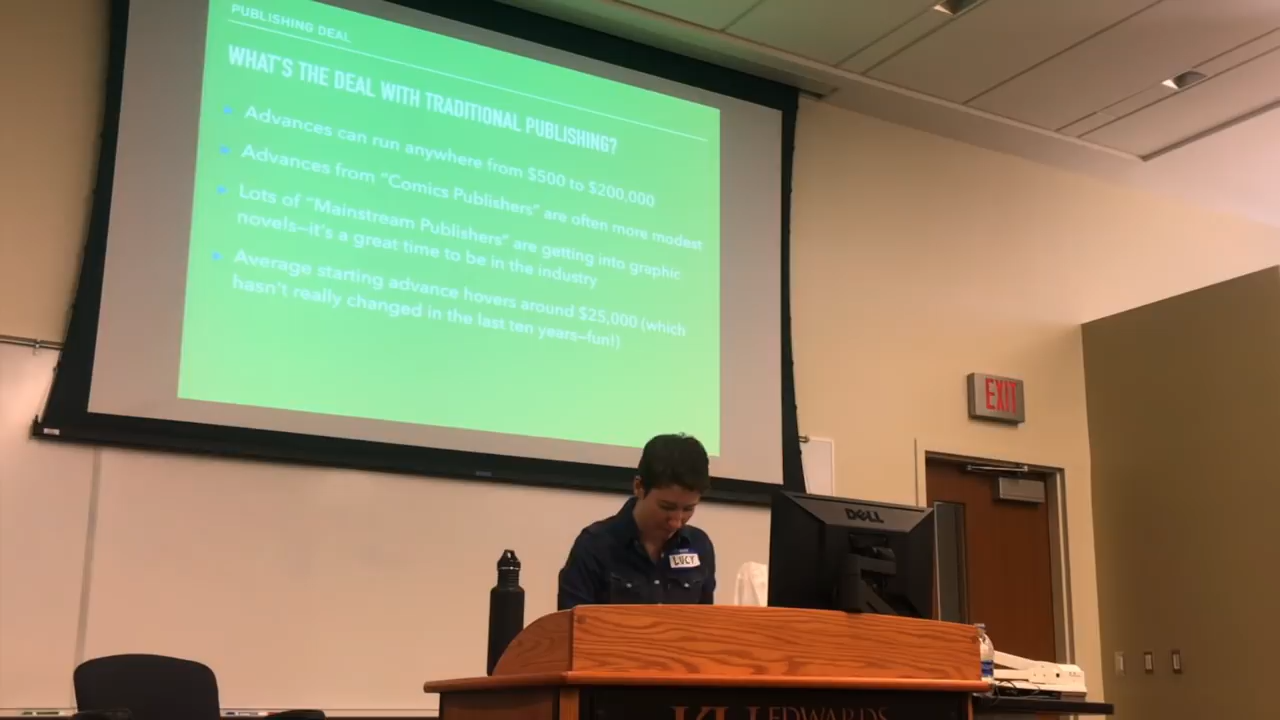 PUBLISHING DEAL
WHAT'S THE DEAL WITH TRADITIONAL PUBLISHING?
Advances can run anywhere from $500 to $200,000
Advances from “Comics Publishers” are often more modest
Lots of “Mainstream Publishers” are getting into graphic
novels—it's a great time to be in the industry
Average starting advance hovers around $25,000 (which
hasn't really changed in the last ten years—fun!)
EXIT
DELL
LUCY
KU EDWARDS